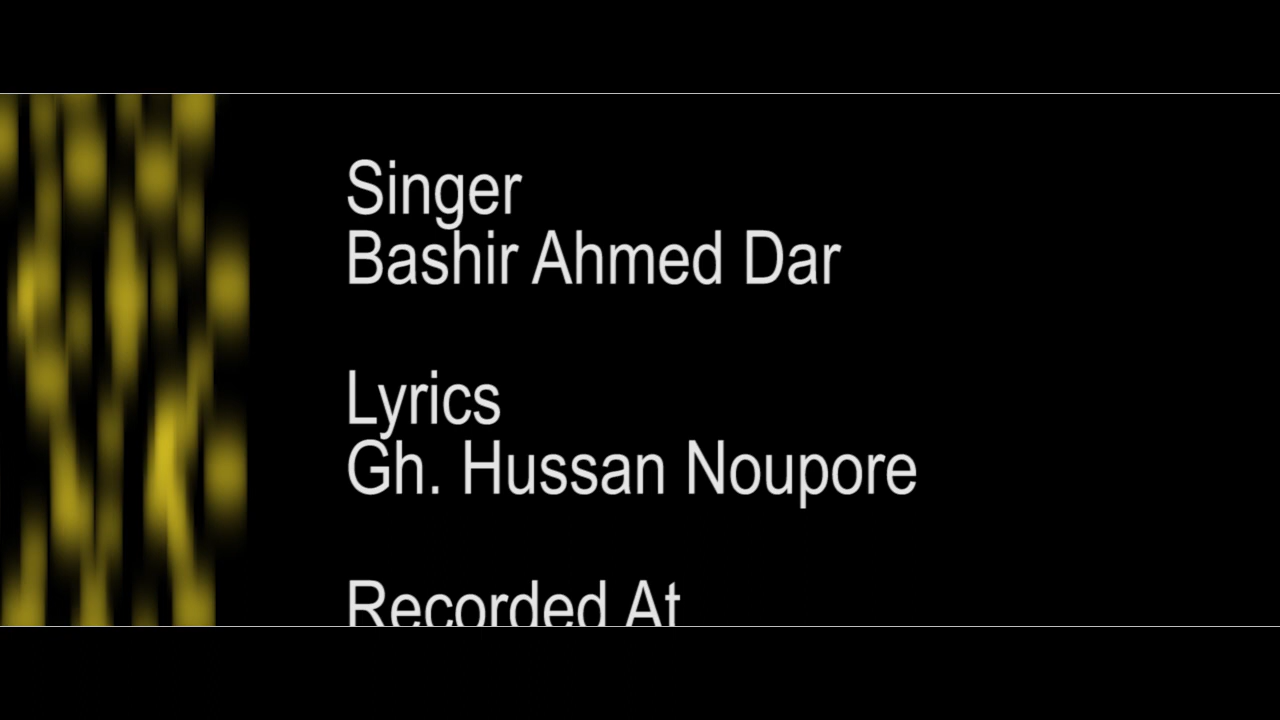 Singer
Bashir Ahmed Dar
Lyrics
Gh. Hussan Noupore
Recorded At